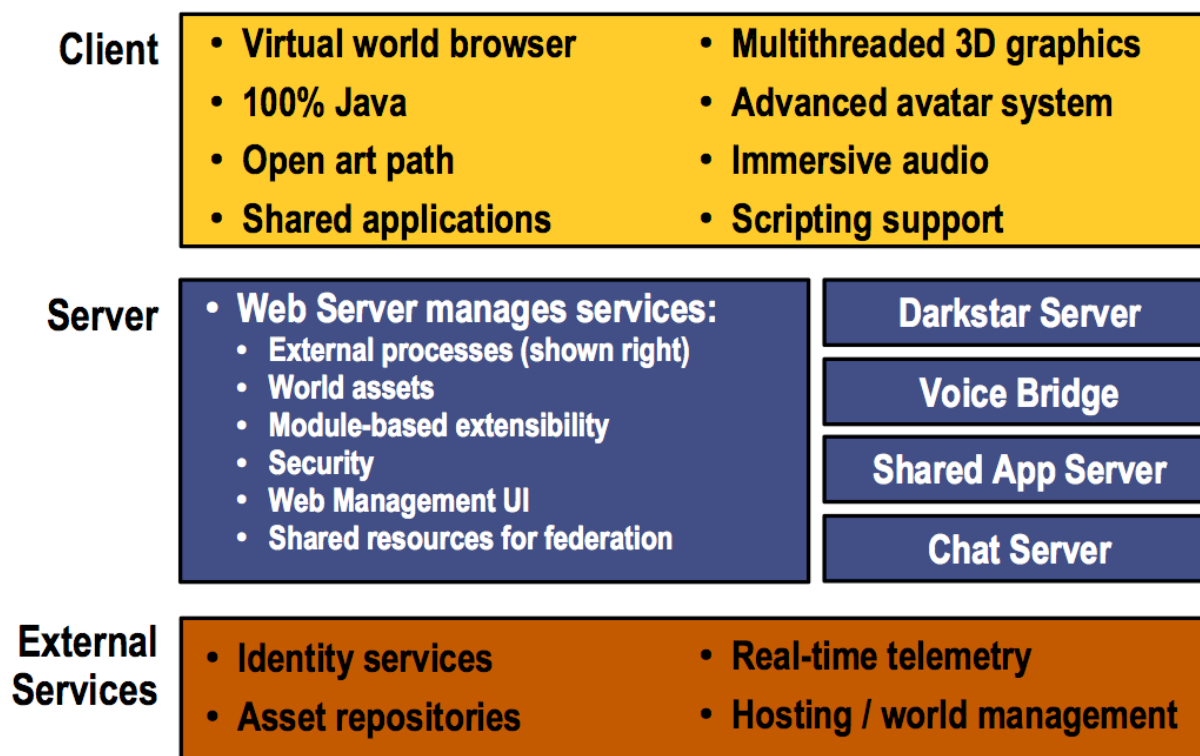 Client
• Virtual world browser
• 100% Java
• Open art path
• Shared applications
• Multithreaded 3D graphics
• Advanced avatar system
• Immersive audio
• Scripting support
Server
• Web Server manages services:
• External processes (shown right)
• World assets
• Module-based extensibility
• Security
• Web Management UI
• Shared resources for federation
Darkstar Server
Voice Bridge
Shared App Server
Chat Server
External
Services
• Identity services
• Asset repositories
• Real-time telemetry
• Hosting / world management